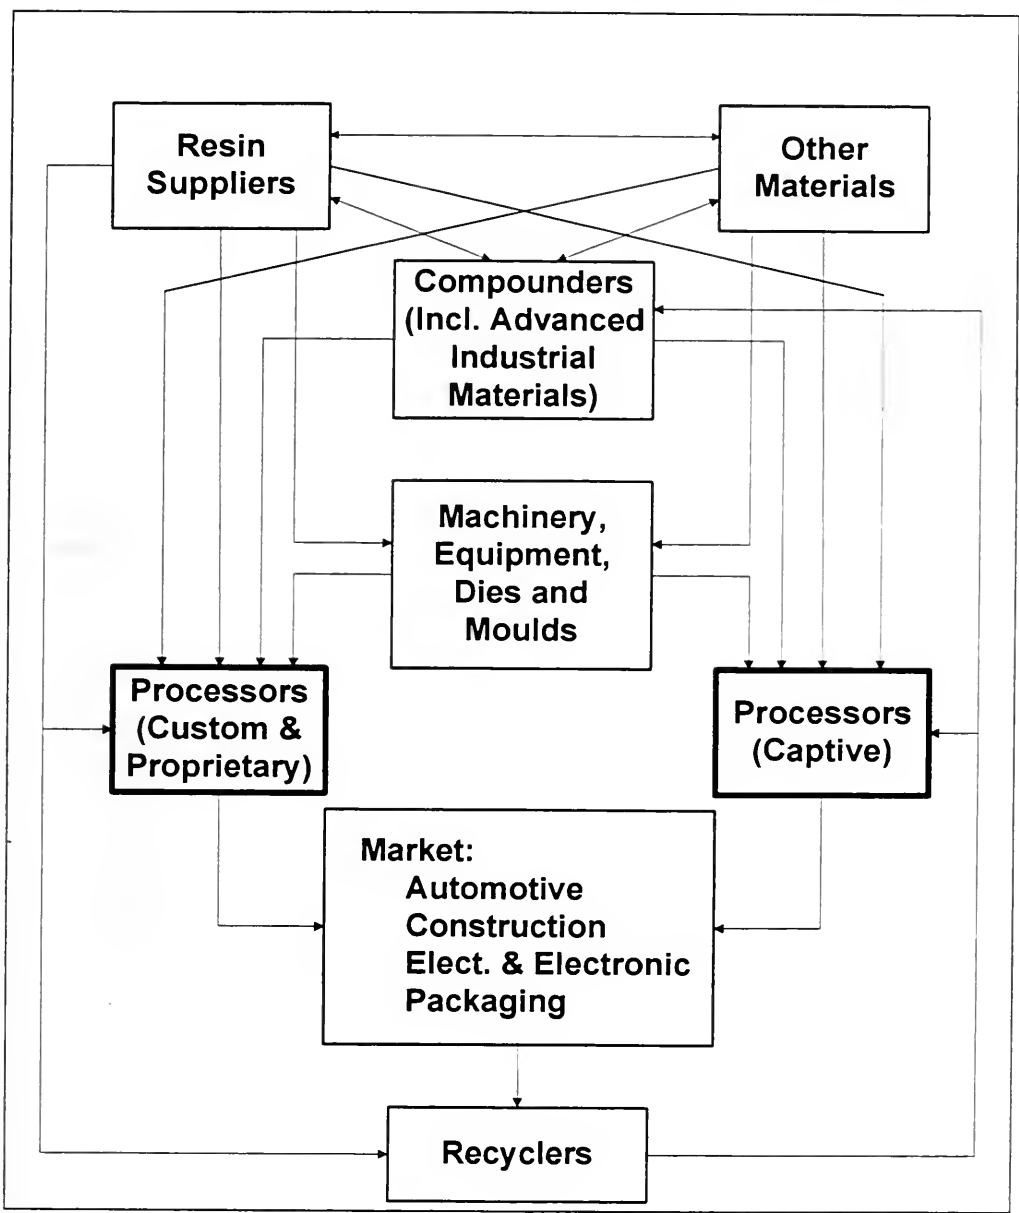 Resin
Suppliers
Other
Materials
Compounders
(Incl. Advanced
Industrial
Materials)
Machinery,
Equipment,
Dies and
Moulds
Processors
(Custom &
Proprietary)
Processors
(Captive)
Market:
Automotive
Construction
Elect. & Electronic
Packaging
Recyclers